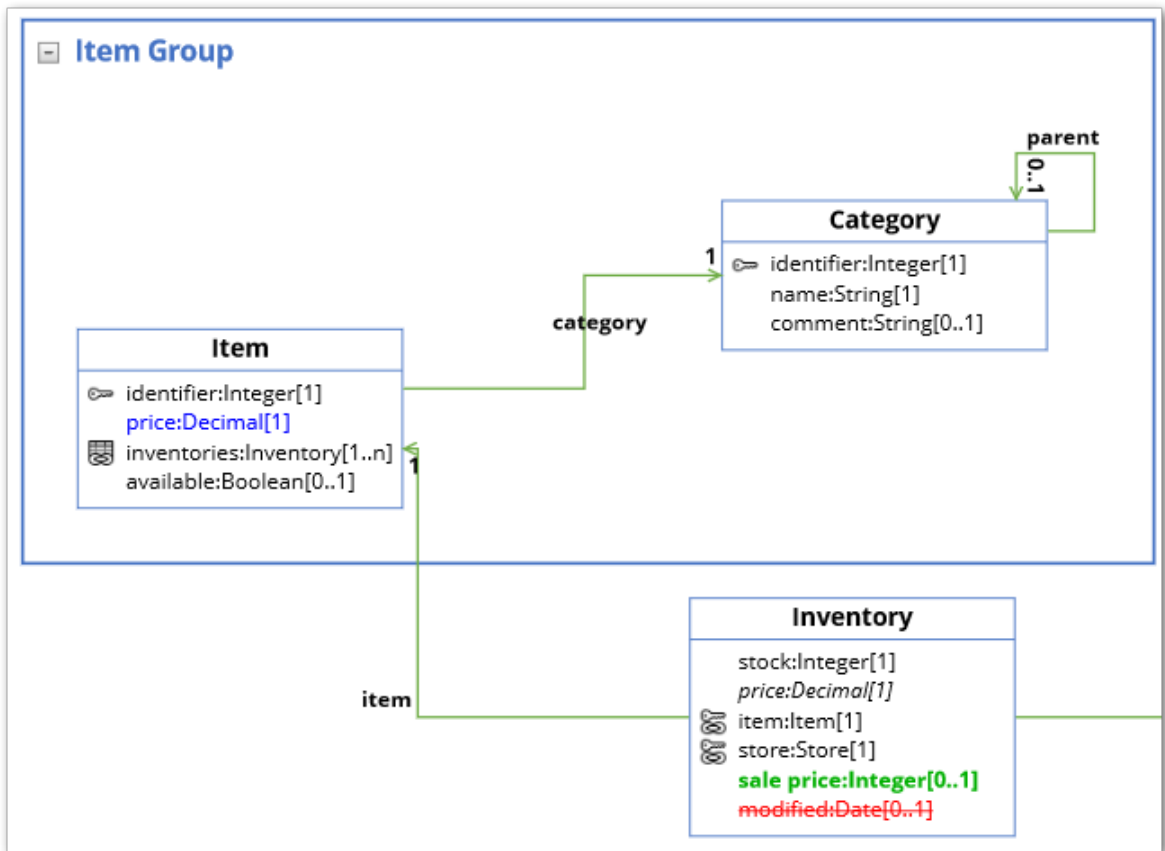 Item Group
parent
0..1
Category
1
identifier:Integer[1]
name:String[1]
comment:String[0..1]
category
Item
identifier:Integer[1]
price:Decimal[1]
inventories:Inventory[1..n]
available:Boolean[0..1]
1
Inventory
stock:Integer[1]
price:Decimal[1]
item
item:Item[1]
store:Store[1]
sale price:Integer[0..1]
modified:Date[0..1]